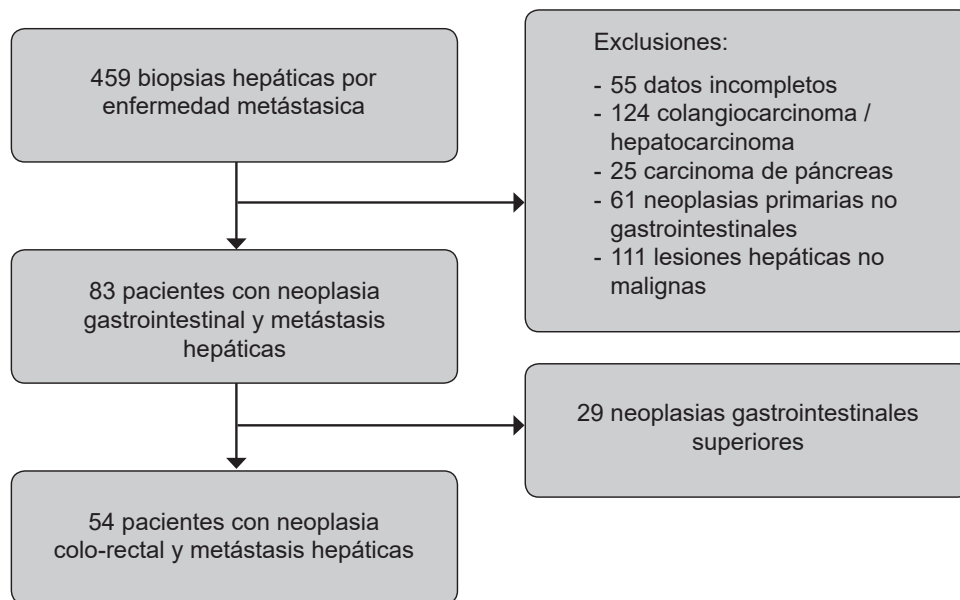 459 biopsias hepáticas por
enfermedad metástasica
Exclusiones:
- 55 datos incompletos
- 124 colangiocarcinoma /
hepatocarcinoma
- 25 carcinoma de páncreas
- 61 neoplasias primarias no
gastrointestinales
- 111 lesiones hepáticas no
malignas
83 pacientes con neoplasia
gastrointestinal y metástasis
hepáticas
29 neoplasias gastrointestinales
superiores
54 pacientes con neoplasia
colo-rectal y metástasis hepáticas